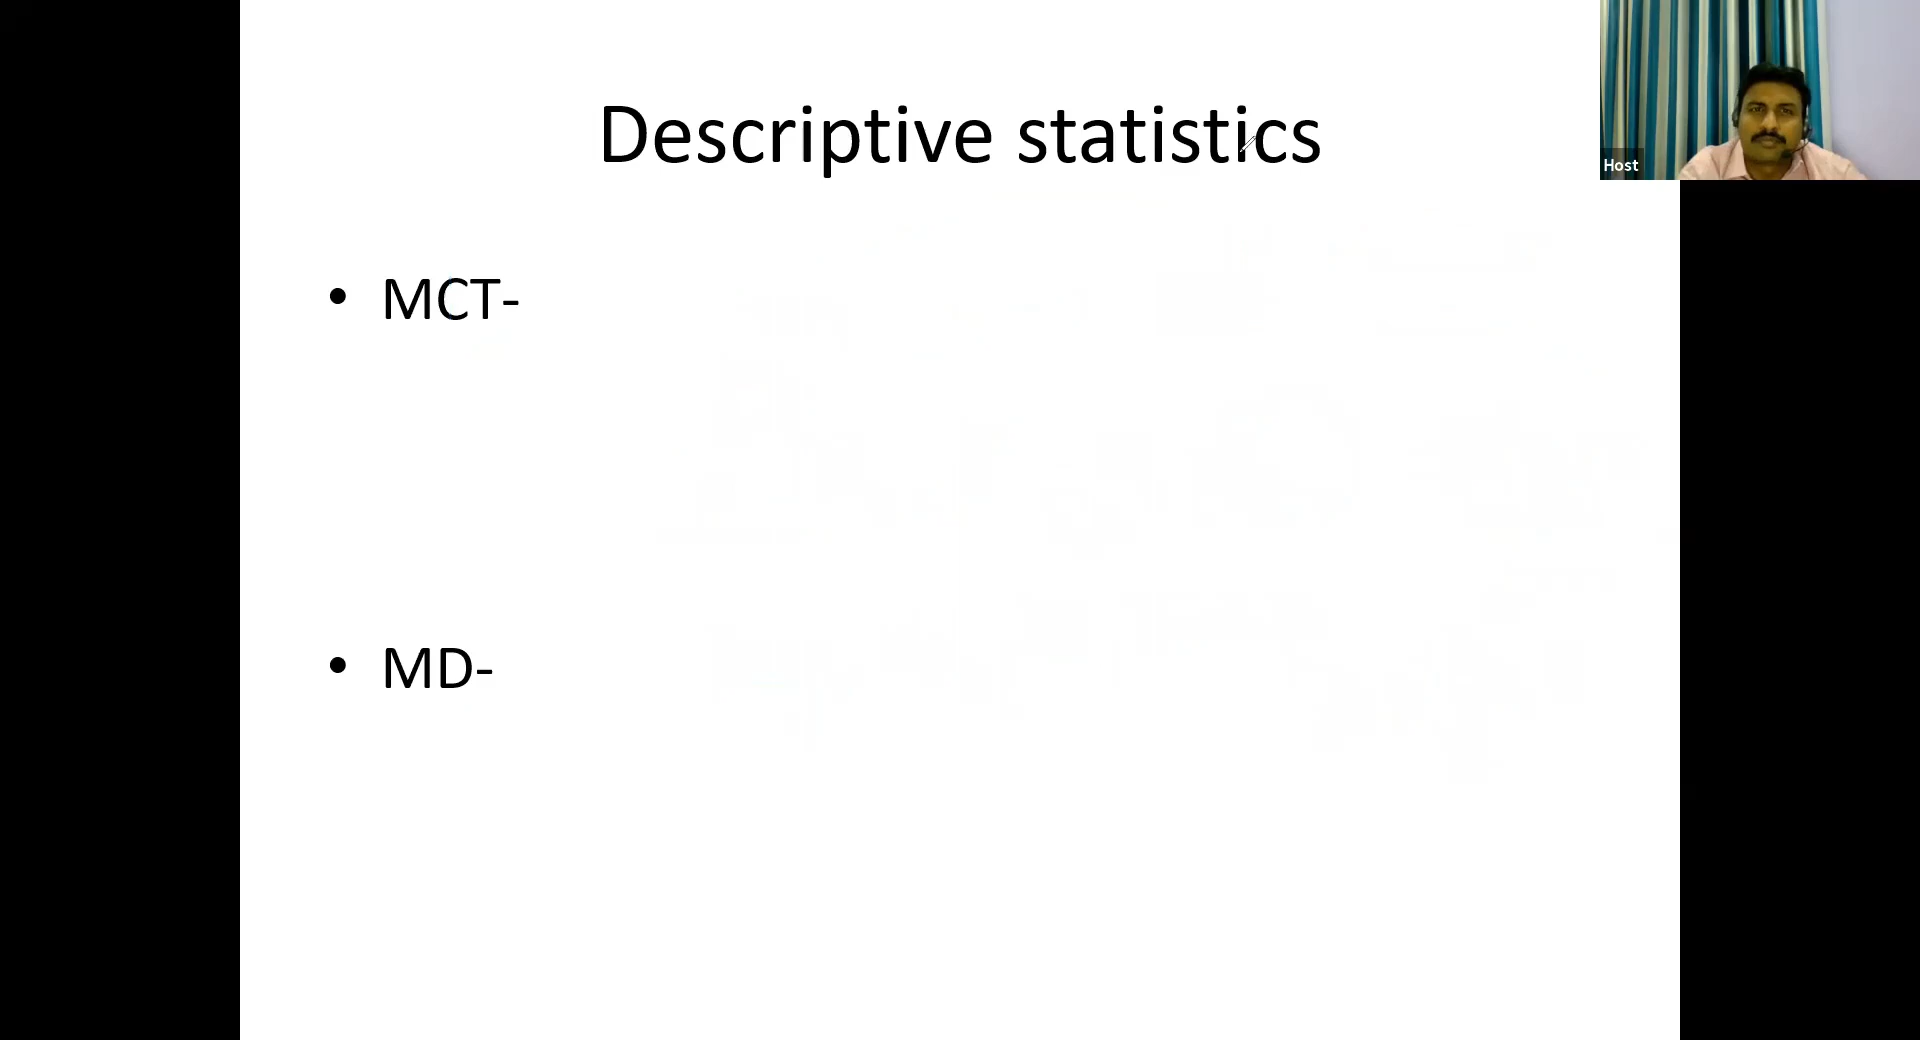 Descriptive statistics
Host
• MCT-
• MD-